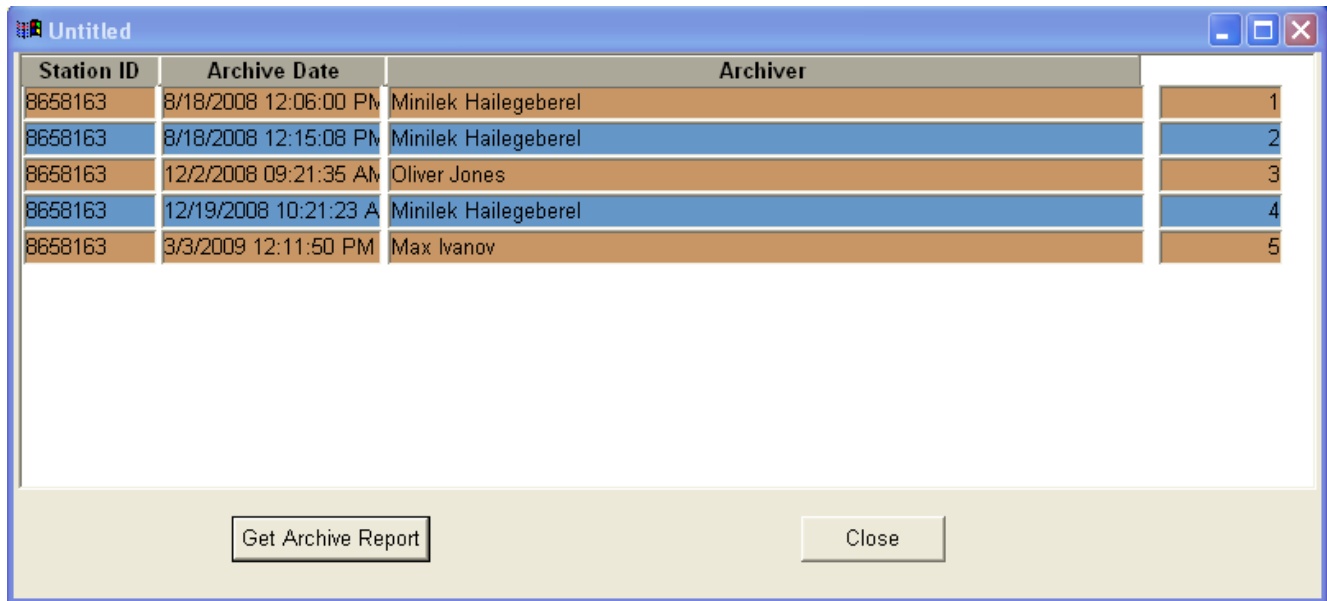 Untitled
Station ID Archive Date Archiver
8658163 8/18/2008 12:06:00 PM Minilek Hailegeberel 1
8658163 8/18/2008 12:15:08 PM Minilek Hailegeberel 2
8658163 12/2/2008 09:21:35 AM Oliver Jones 3
8658163 12/19/2008 10:21:23 A Minilek Hailegeberel 4
8658163 3/3/2009 12:11:50 PM Max Ivanov 5
Get Archive Report Close